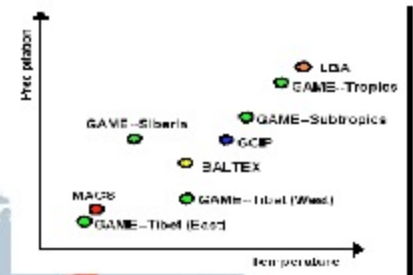 Precipitation
LBA
GAME-Tropics
GAME-Subtropics
GAME-Siberia
GCIP
BALTEX
MAGS
GAME-Tibet (West)
GAME-Tibet (East)
Temperature